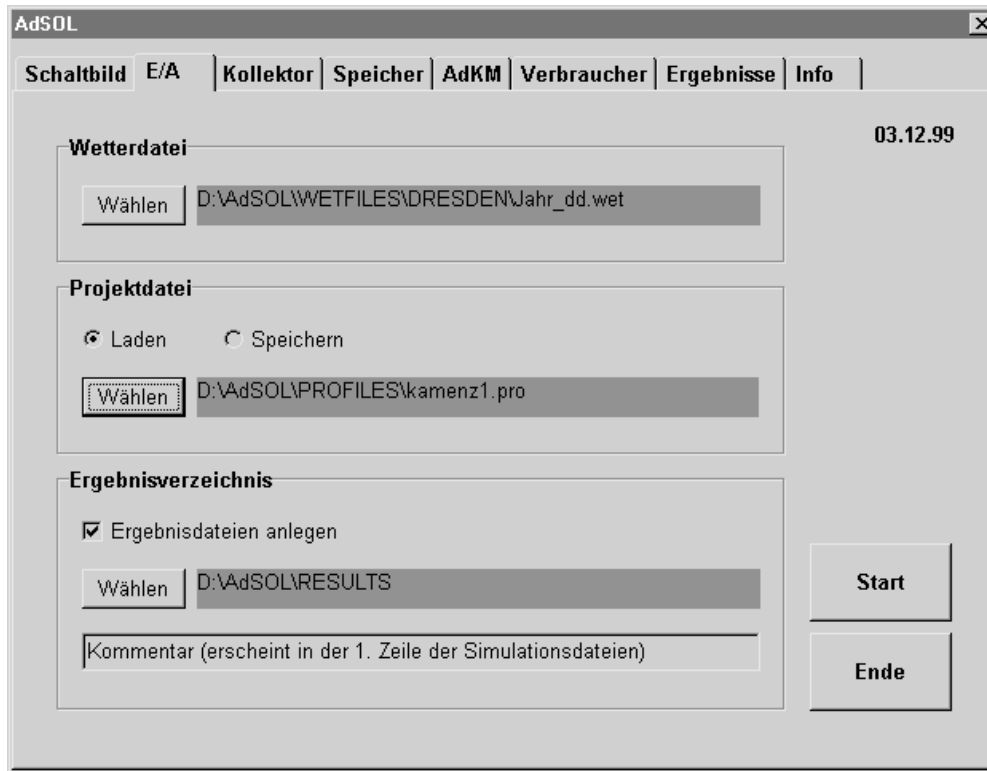 AdSOL
Schaltbild E/A Kollektor Speicher AdKM Verbraucher Ergebnisse Info
03.12.99
Wetterdatei
Wählen D:\AdSOL\WETFILES\DRESDEN\Jahr_dd.wet
Projektdatei
Laden Speichern
Wählen D:\AdSOL\PROFILES\kamenz1.pro
Ergebnisverzeichnis
Ergebnisdateien anlegen
Wählen D:\AdSOL\RESULTS
Start
Kommentar (erscheint in der 1. Zeile der Simulationsdateien)
Ende